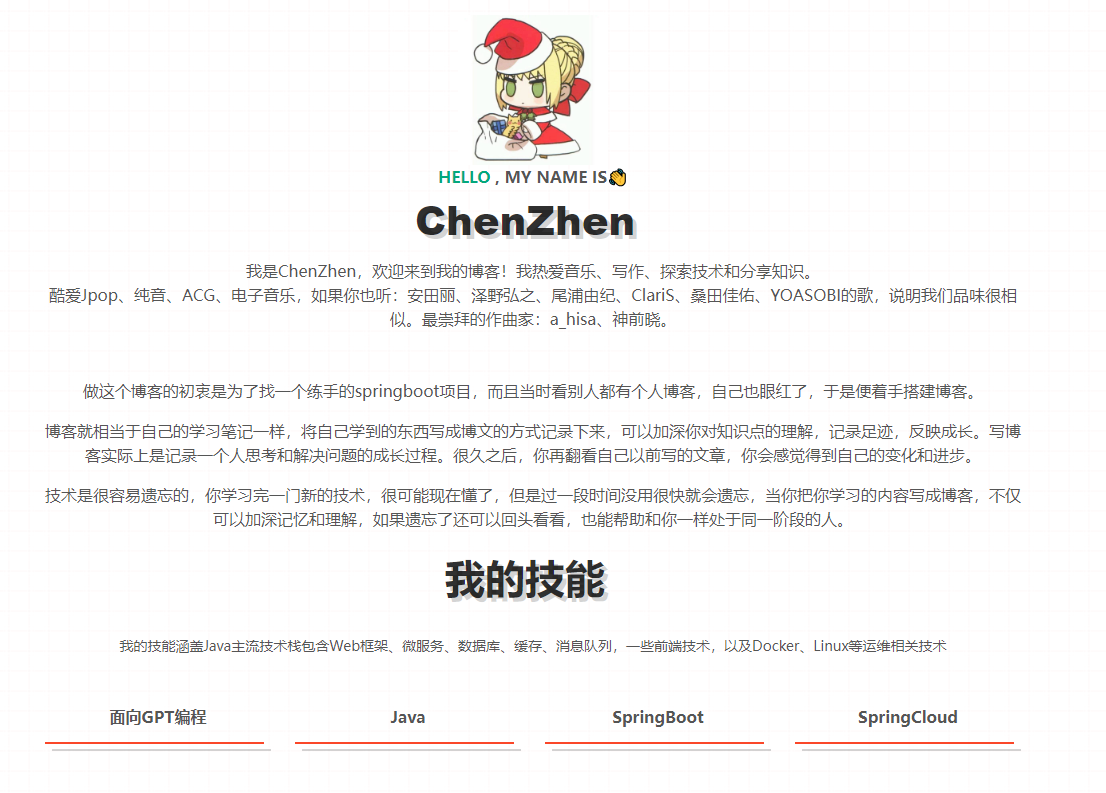 HELLO , MY NAME IS👏
ChenZhen
我是ChenZhen，欢迎来到我的博客！我热爱音乐、写作、探索技术和分享知识。
酷爱Jpop、纯音、ACG、电子音乐，如果你也听：安田丽、泽野弘之、尾浦由纪、ClariS、桑田佳佑、YOASOBI的歌，说明我们品味很相
似。最崇拜的作曲家：a_hisa、神前晓。
做这个博客的初衷是为了找一个练手的springboot项目，而且当时看别人都有个人博客，自己也眼红了，于是便着手搭建博客。
博客就相当于自己的学习笔记一样，将自己学到的东西写成博文的方式记录下来，可以加深你对知识点的理解，记录足迹，反映成长。写博
客实际上是记录一个人思考和解决问题的成长过程。很久之后，你再翻看自己以前写的文章，你会感觉得到自己的变化和进步。
技术是很容易遗忘的，你学习完一门新的技术，很可能现在懂了，但是过一段时间没用很快就会遗忘，当你把你学习的内容写成博客，不仅
可以加深记忆和理解，如果遗忘了还可以回头看看，也能帮助和你一样处于同一阶段的人。
我的技能
我的技能涵盖Java主流技术栈包含Web框架、微服务、数据库、缓存、消息队列，一些前端技术，以及Docker、Linux等运维相关技术
面向GPT编程 Java SpringBoot SpringCloud